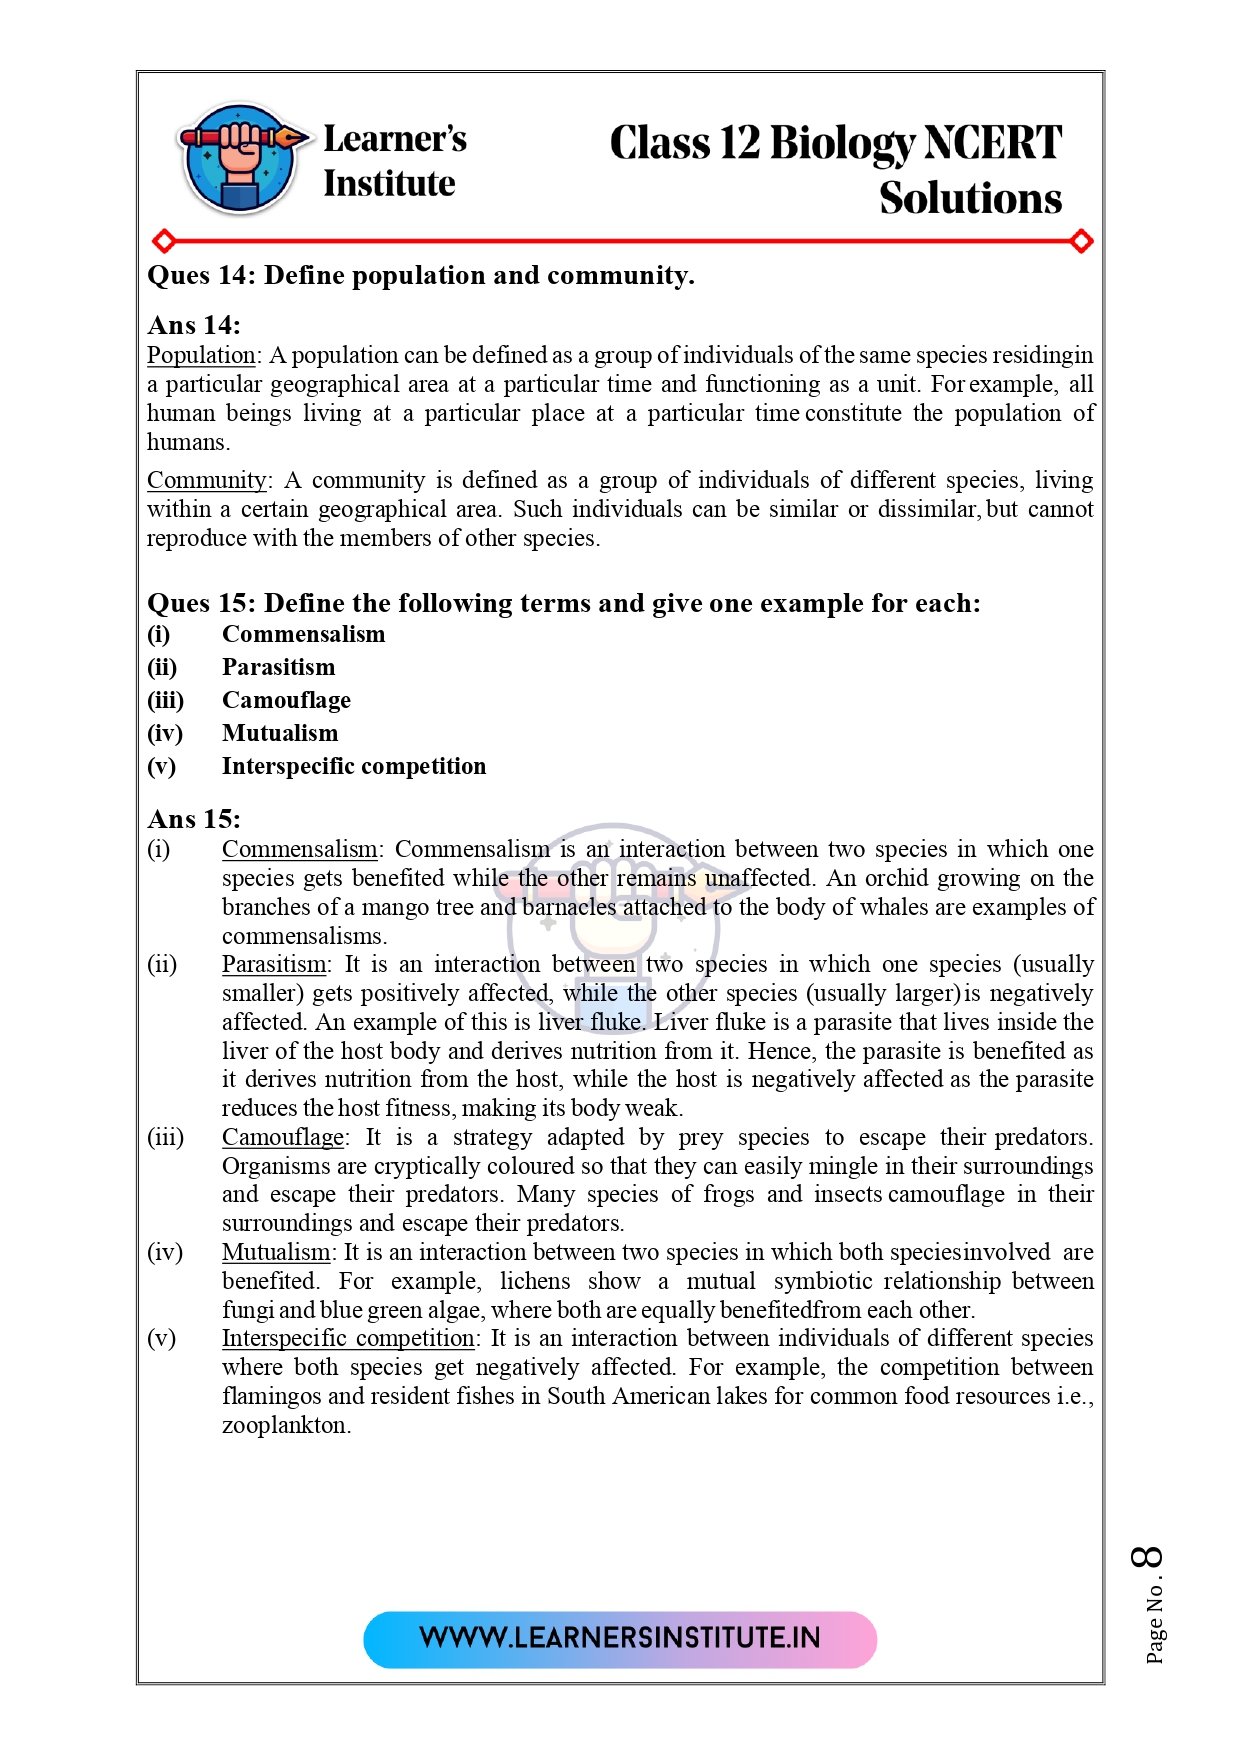 Learner's
Institute
Class 12 Biology NCERT
Solutions
Ques 14: Define population and community.
Ans 14:
Population: A population can be defined as a group of individuals of the same species residingin
a particular geographical area at a particular time and functioning as a unit. For example, all
human beings living at a particular place at a particular time constitute the population of
humans.
Community: A community is defined as a group of individuals of different species, living
within a certain geographical area. Such individuals can be similar or dissimilar, but cannot
reproduce with the members of other species.
Ques 15: Define the following terms and give one example for each:
(i) Commensalism
(ii) Parasitism
(iii) Camouflage
(iv) Mutualism
(v) Interspecific competition
Ans 15:
(i) Commensalism: Commensalism is an interaction between two species in which one
species gets benefited while the other remains unaffected. An orchid growing on the
branches of a mango tree and barnacles attached to the body of whales are examples of
commensalisms.
(ii) Parasitism: It is an interaction between two species in which one species (usually
smaller) gets positively affected, while the other species (usually larger) is negatively
affected. An example of this is liver fluke. Liver fluke is a parasite that lives inside the
liver of the host body and derives nutrition from it. Hence, the parasite is benefited as
it derives nutrition from the host, while the host is negatively affected as the parasite
reduces the host fitness, making its body weak.
(iii) Camouflage: It is a strategy adapted by prey species to escape their predators.
Organisms are cryptically coloured so that they can easily mingle in their surroundings
and escape their predators. Many species of frogs and insects camouflage in their
surroundings and escape their predators.
(iv) Mutualism: It is an interaction between two species in which both speciesinvolved are
benefited. For example, lichens show a mutual symbiotic relationship between
fungi and blue green algae, where both are equally benefitedfrom each other.
(v) Interspecific competition: It is an interaction between individuals of different species
where both species get negatively affected. For example, the competition between
flamingos and resident fishes in South American lakes for common food resources i.e.,
zooplankton.
Page No. 8
WWW.LEARNERSINSTITUTE.IN